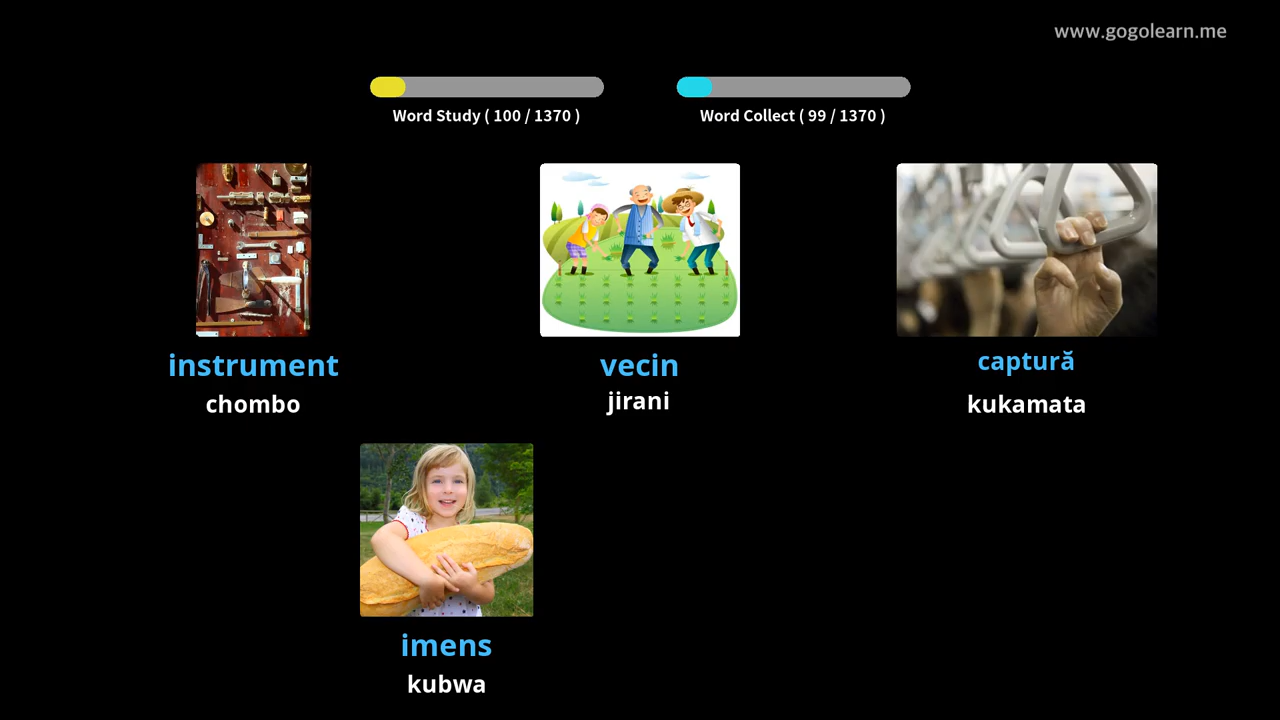 www.gogolearn.me
Word Study ( 100 / 1370 )
Word Collect ( 99 / 1370 )
instrument
chombo
vecin
jirani
captură
kukamata
imens
kubwa